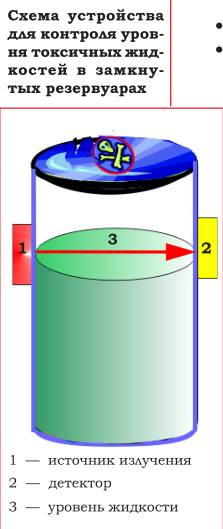 Схема устройства
для контроля уров-
ня токсичных жид-
костей в замкну-
тых резервуарах
3
1
2
1 — источник излучения
2 — детектор
3 — уровень жидкости